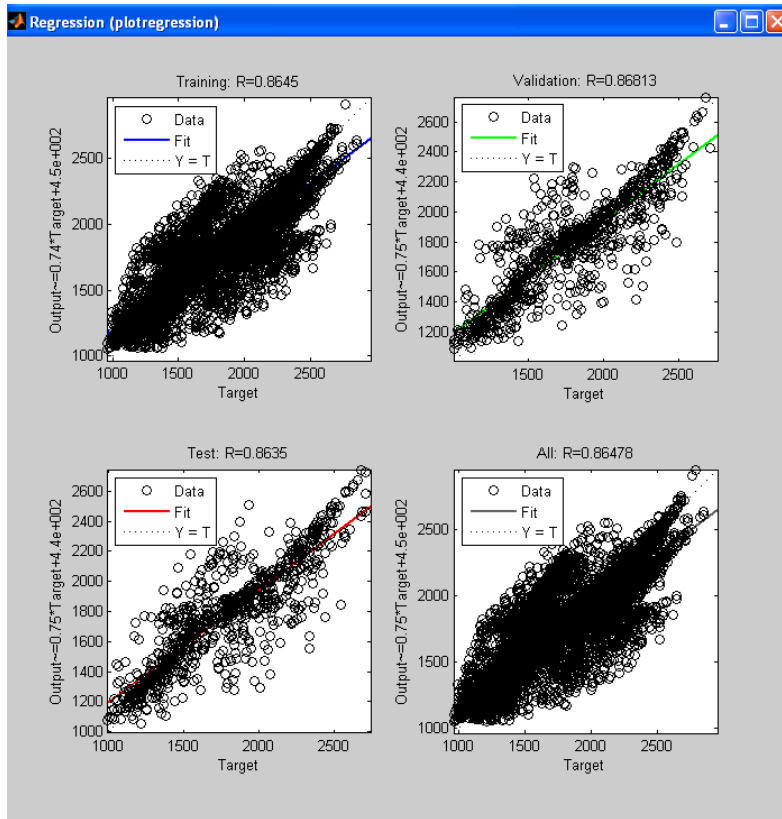 Regression (plotregression)
Training: R=0.8645
Data
Fit
Y = T
Output~=0.74*Target+4.5e+002
2500
2000
1500
1000
1000 1500 2000 2500
Target
Validation: R=0.86813
Data
Fit
Y = T
Output~=0.75*Target+4.4e+002
2600
2400
2200
2000
1800
1600
1400
1200
1500 2000 2500
Target
Test: R=0.8635
Data
Fit
Y = T
Output~=0.75*Target+4.4e+002
2600
2400
2200
2000
1800
1600
1400
1200
1000
1000 1500 2000 2500
Target
All: R=0.86478
Data
Fit
Y = T
Output~=0.75*Target+4.5e+002
2500
2000
1500
1000
1000 1500 2000 2500
Target